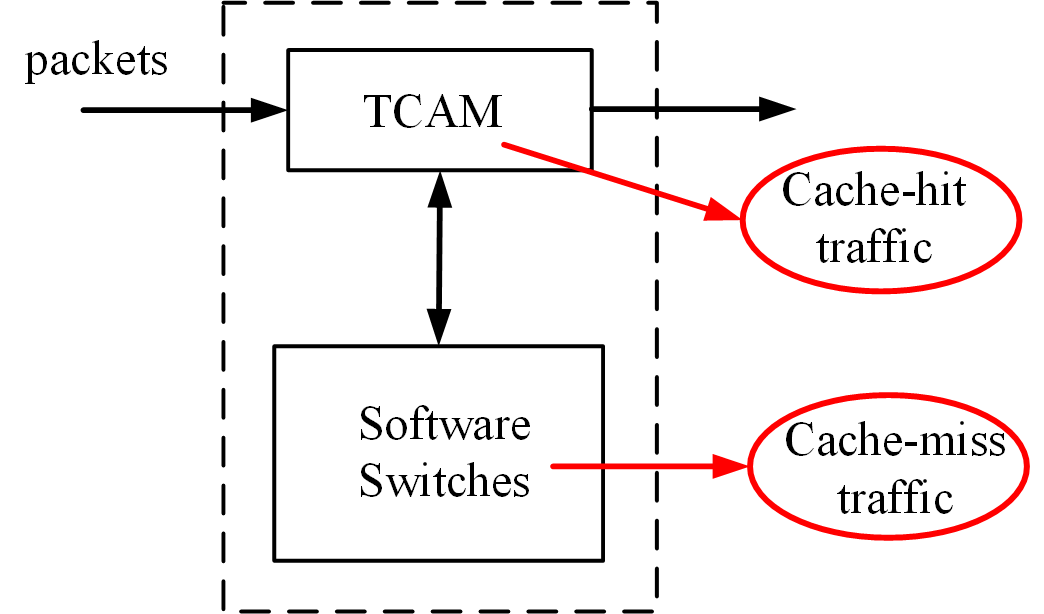 packets
TCAM
Cache-hit
traffic
Software
Switches
Cache-miss
traffic